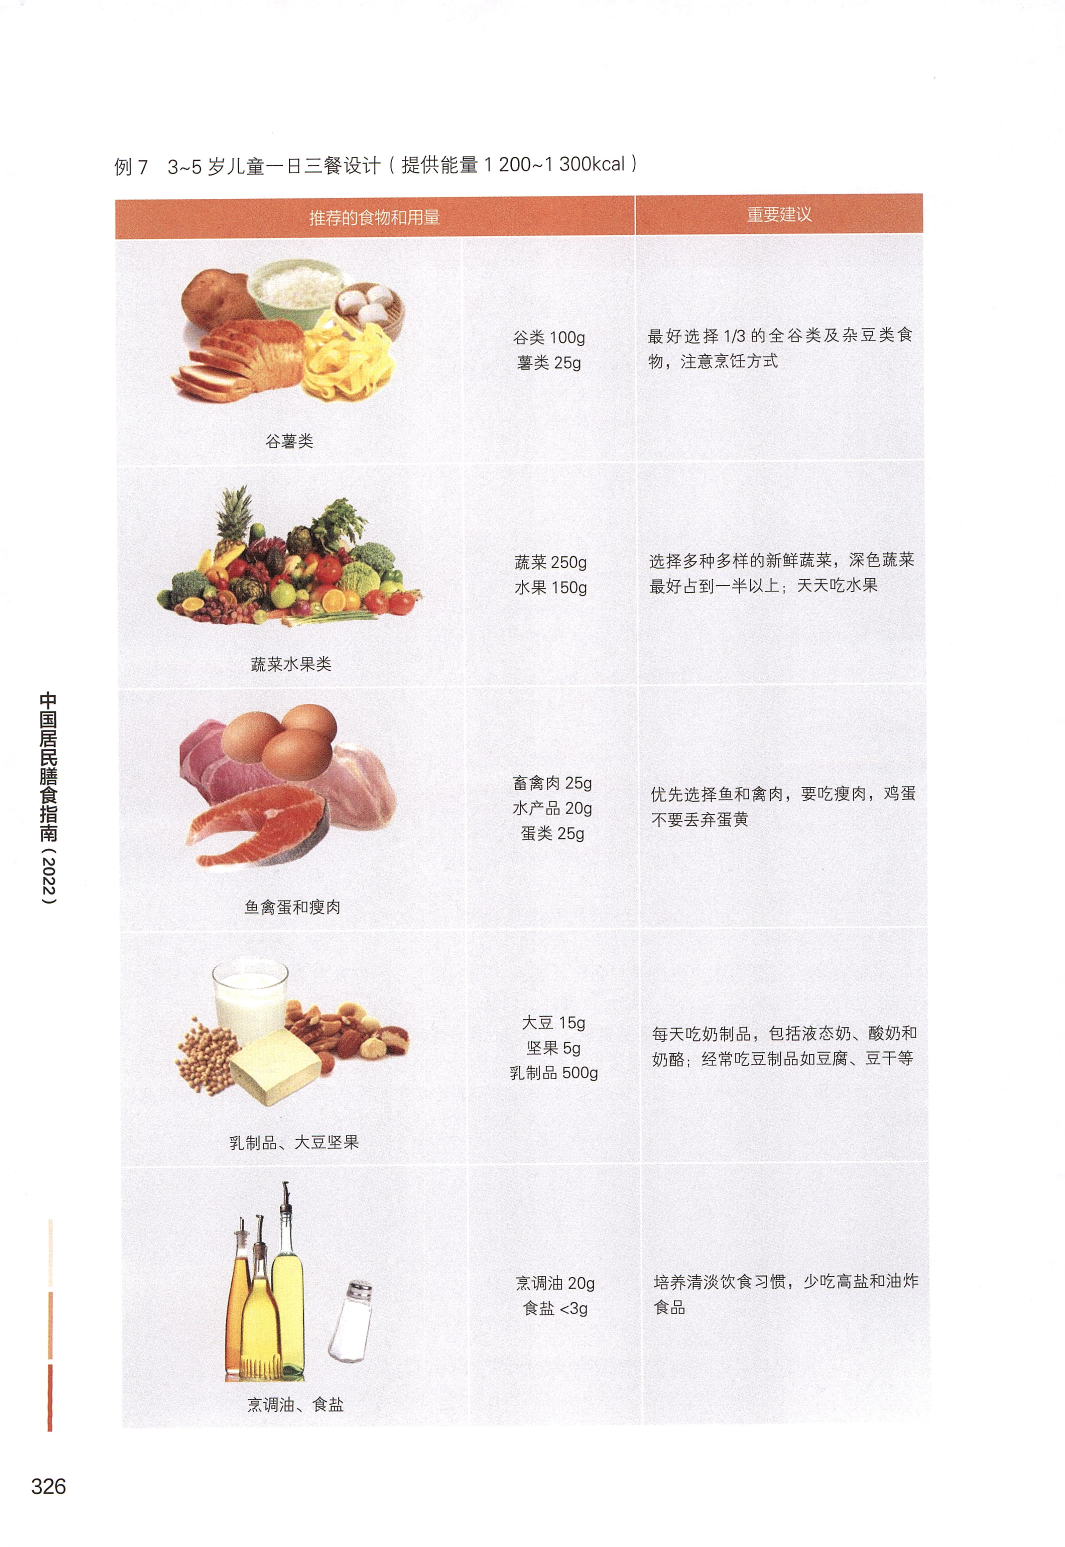 例 7 3~5 岁儿童一日三餐设计（提供能量 1 200~1 300kcal）
推荐的食物和用量
重要建议
谷薯类
谷类 100g
薯类 25g
最好选择 1/3 的全谷类及杂豆类食
物，注意烹饪方式
蔬菜水果类
蔬菜 250g
水果 150g
选择多种多样的新鲜蔬菜，深色蔬菜
最好占到一半以上；天天吃水果
鱼禽蛋和瘦肉
畜禽肉 25g
水产品 20g
蛋类 25g
优先选择鱼和禽肉，要吃瘦肉，鸡蛋
不要丢弃蛋黄
乳制品、大豆坚果
大豆 15g
坚果 5g
乳制品 500g
每天吃奶制品，包括液态奶、酸奶和
奶酪；经常吃豆制品如豆腐、豆干等
烹调油、食盐
烹调油 20g
食盐 <3g
培养清淡饮食习惯，少吃高盐和油炸
食品
中国居民膳食指南（2022）
326